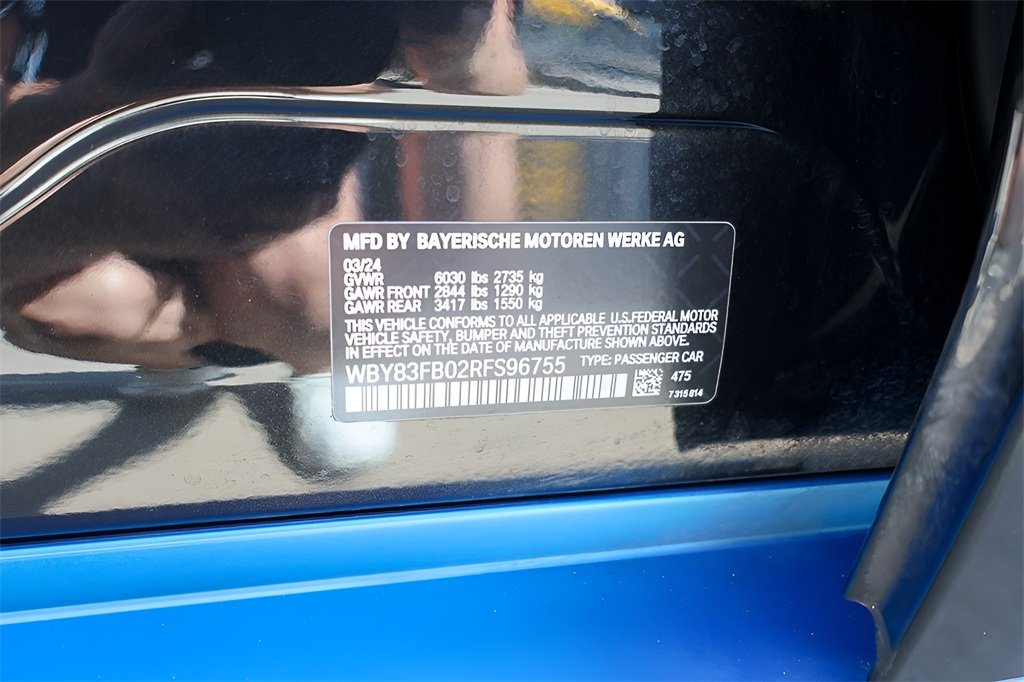 MFD BY BAYERISCHE MOTOREN WERKE AG
03/24
GVWR 6030 lbs 2735 kg
GAWR FRONT 2844 lbs 1290 kg
GAWR REAR 3417 lbs 1550 kg
THIS VEHICLE CONFORMS TO ALL APPLICABLE U.S.FEDERAL MOTOR
VEHICLE SAFETY, BUMPER AND THEFT PREVENTION STANDARDS
IN EFFECT ON THE DATE OF MANUFACTURE SHOWN ABOVE.
WBY83FB02RFS96755 TYPE: PASSENGER CAR
475
7 315 814